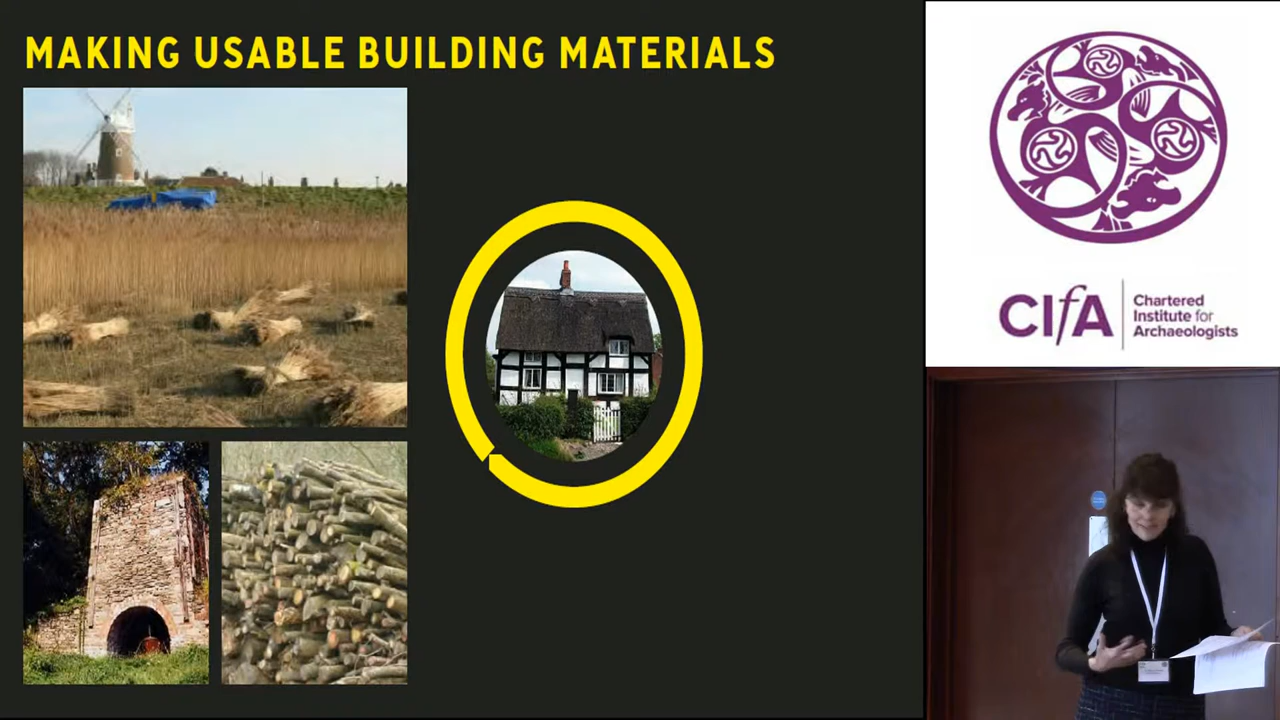 MAKING USABLE BUILDING MATERIALS
CIfA
Chartered
Institute for
Archaeologists